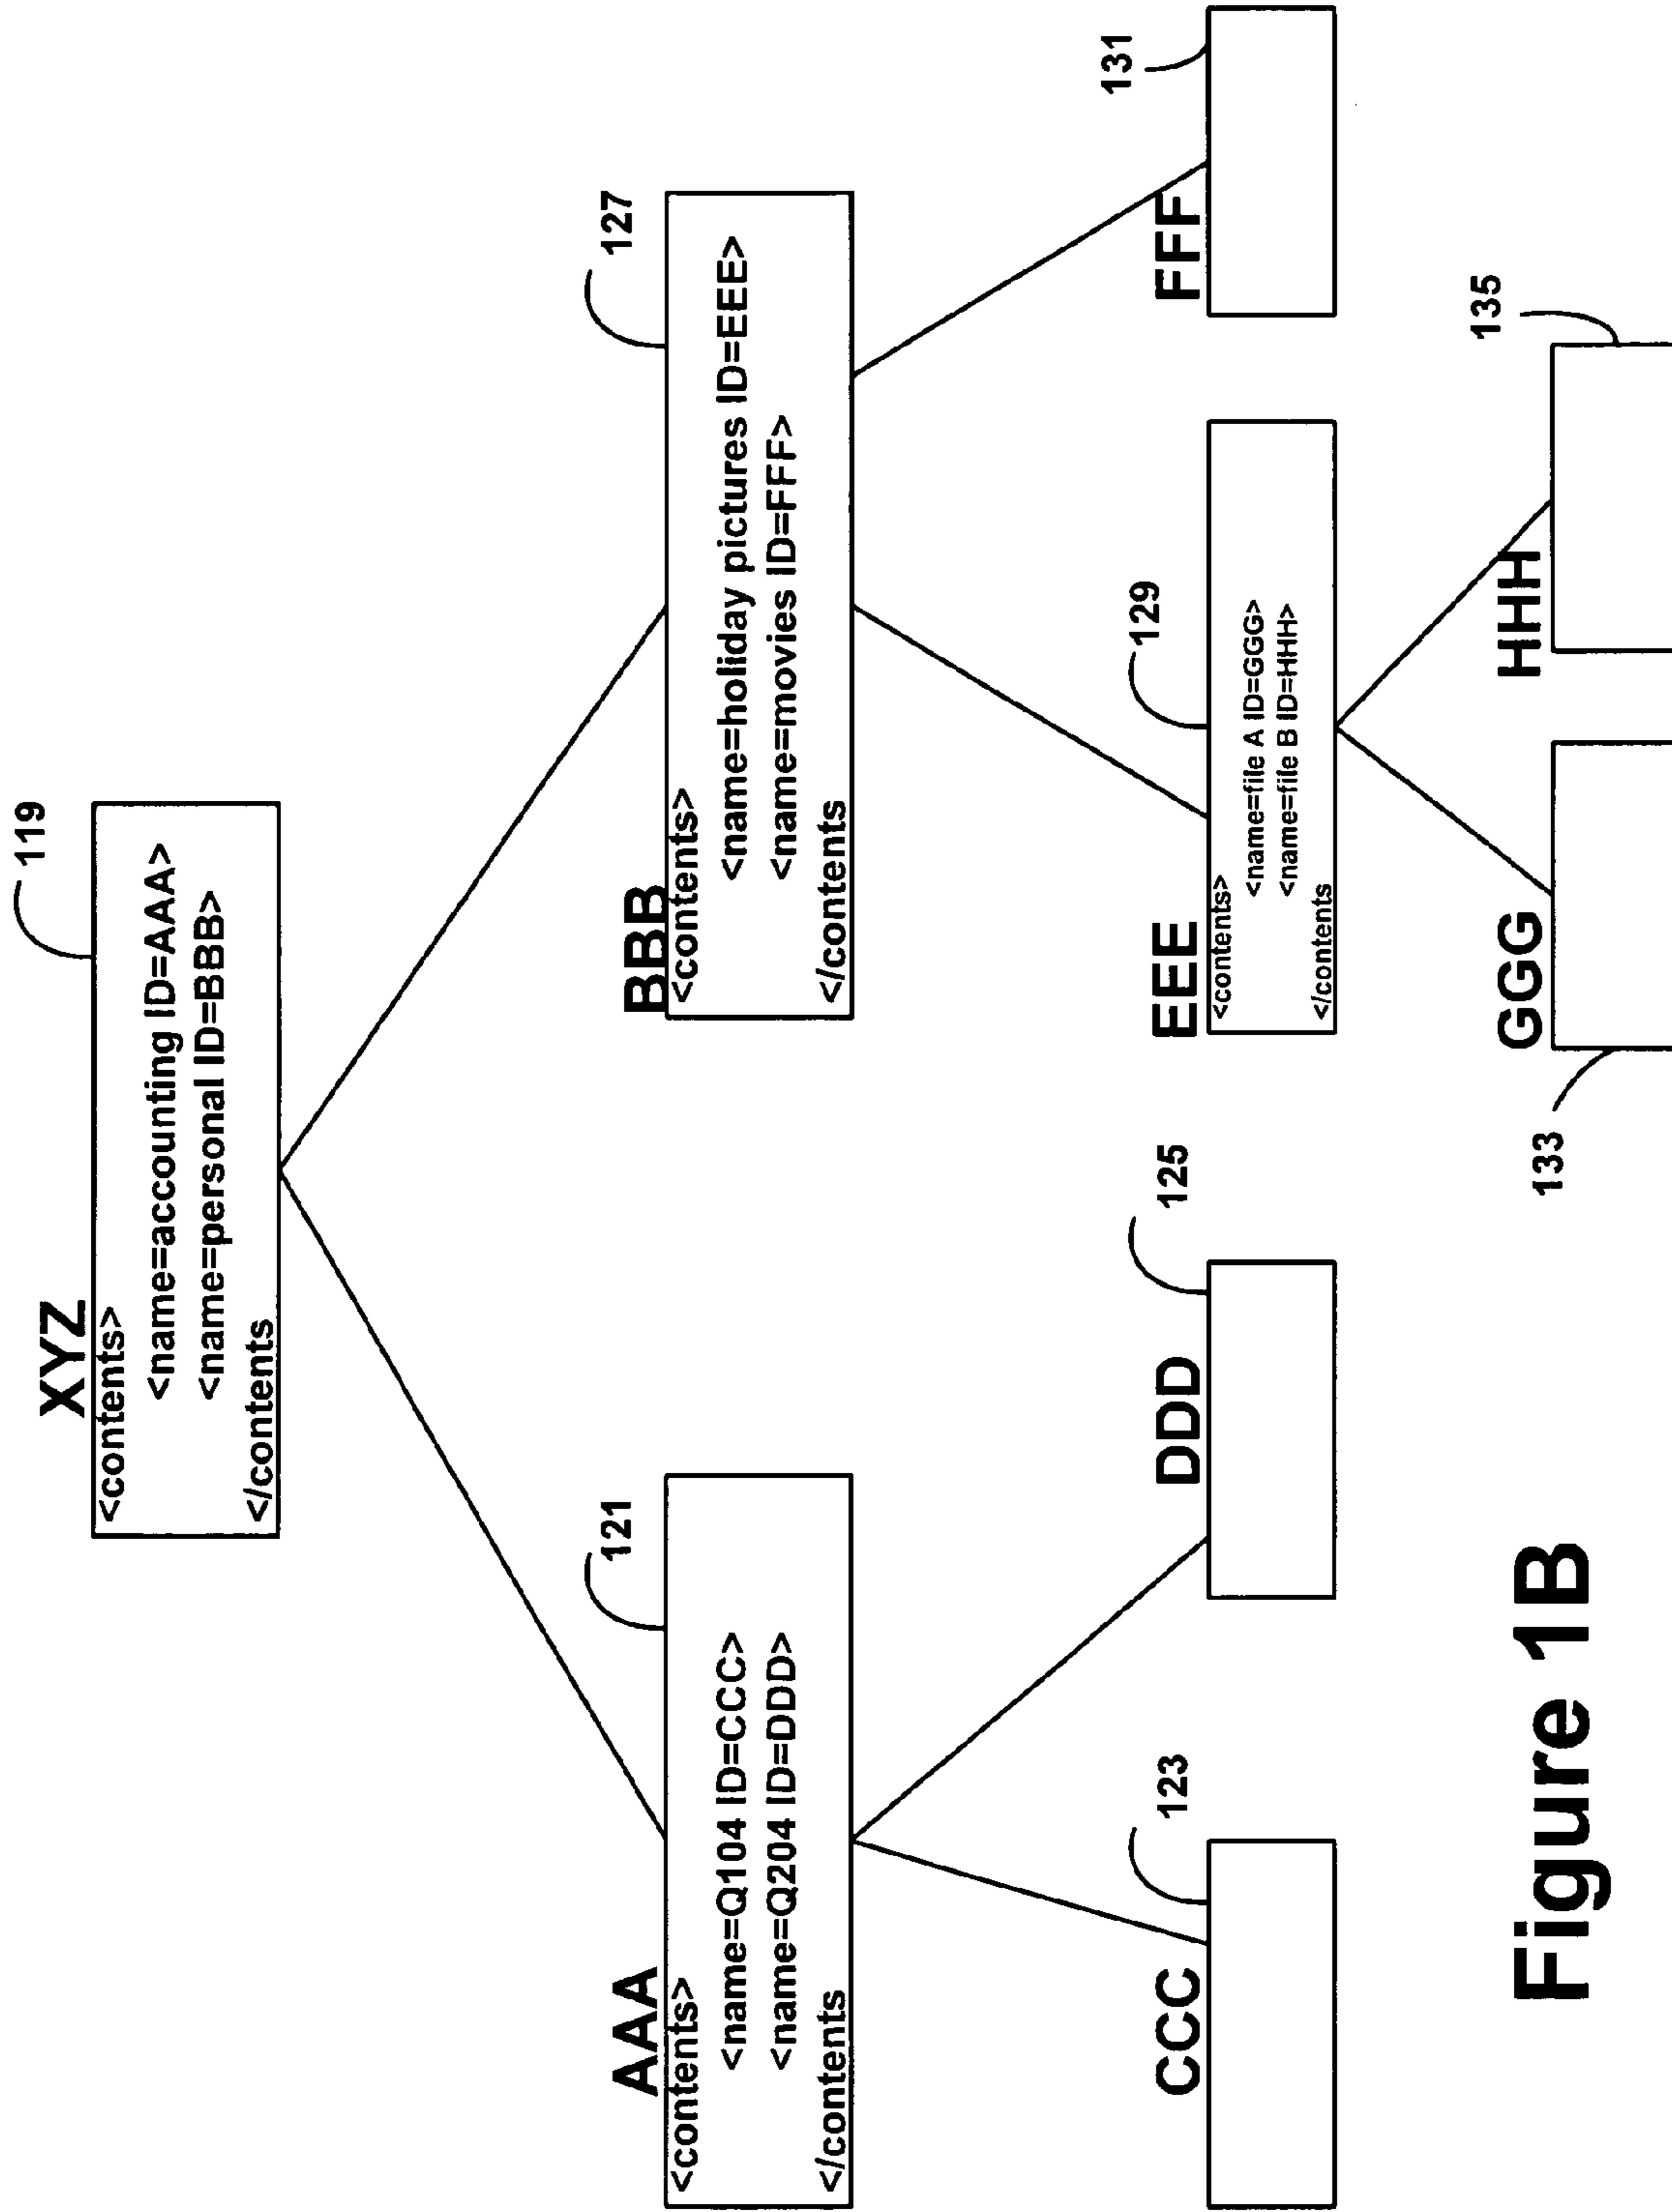 119
XYZ
<contents>
<name=accounting ID=AAA>
<name=personal ID=BBB>
</contents
121
AAA
<contents>
<name=Q104 ID=CCC>
<name=Q204 ID=DDD>
</contents
127
BBB
<contents>
<name=holiday pictures ID=EEE>
<name=movies ID=FFF>
</contents
123
CCC
125
DDD
129
EEE
<contents>
<name=file A ID=GGG>
<name=file B ID=HHH>
</contents
131
FFF
133
GGG
135
HHH
Figure 1B